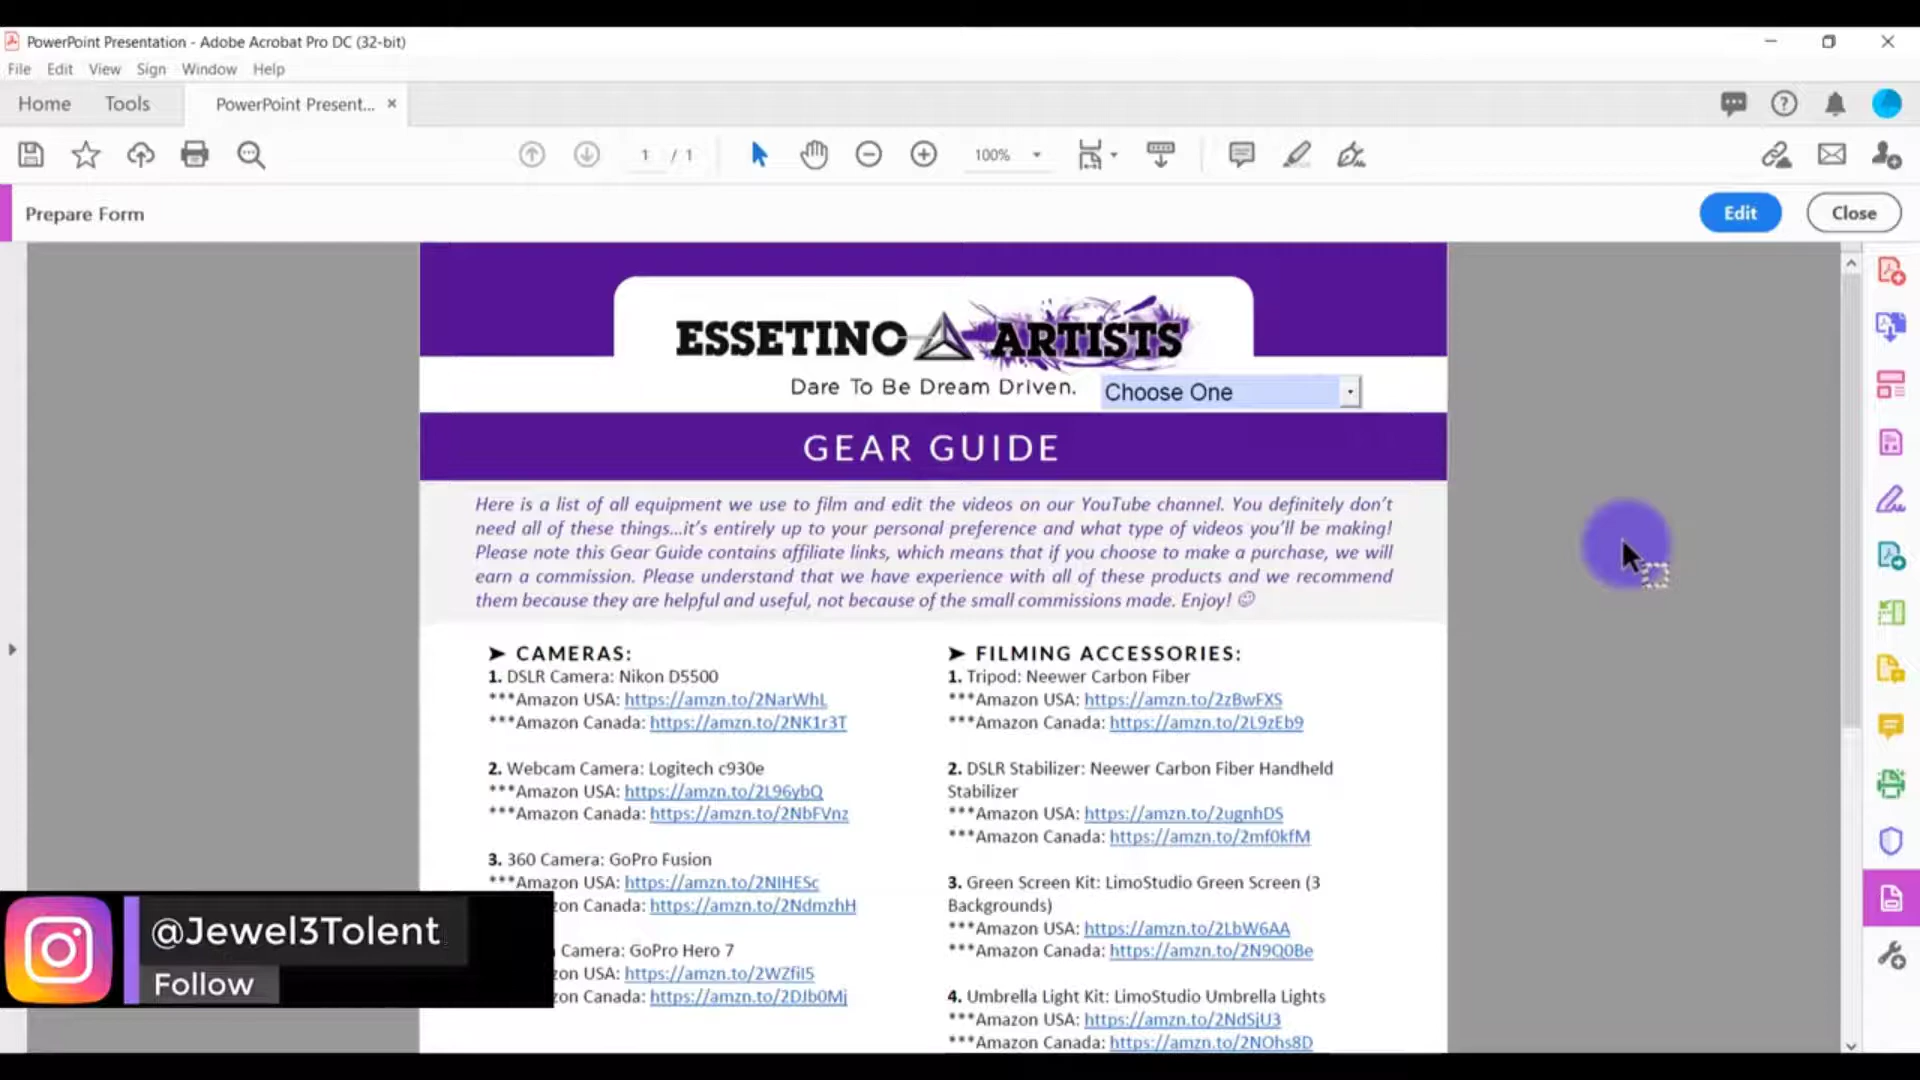 PowerPoint Presentation - Adobe Acrobat Pro DC (32-bit)
File Edit View Sign Window Help
Home Tools PowerPoint Present... ×
1 / 1 100%
Prepare Form Edit Close
ESSETINO ARTISTS
Dare To Be Dream Driven. Choose One
GEAR GUIDE
Here is a list of all equipment we use to film and edit the videos on our YouTube channel. You definitely don't
need all of these things...it's entirely up to your personal preference and what type of videos you'll be making!
Please note this Gear Guide contains affiliate links, which means that if you choose to make a purchase, we will
earn a commission. Please understand that we have experience with all of these products and we recommend
them because they are helpful and useful, not because of the small commissions made. Enjoy! ☺
➤ CAMERAS:
1. DSLR Camera: Nikon D5500
***Amazon USA: https://amzn.to/2NarWhL
***Amazon Canada: https://amzn.to/2NK1r3T
2. Webcam Camera: Logitech c930e
***Amazon USA: https://amzn.to/2L96ybQ
***Amazon Canada: https://amzn.to/2NbFVnz
3. 360 Camera: GoPro Fusion
***Amazon USA: https://amzn.to/2NIHESc
zon Canada: https://amzn.to/2NdmzhH
Camera: GoPro Hero 7
zon USA: https://amzn.to/2WZfiI5
zon Canada: https://amzn.to/2DJb0Mj
➤ FILMING ACCESSORIES:
1. Tripod: Neewer Carbon Fiber
***Amazon USA: https://amzn.to/2zBwFXS
***Amazon Canada: https://amzn.to/2L9zEb9
2. DSLR Stabilizer: Neewer Carbon Fiber Handheld
Stabilizer
***Amazon USA: https://amzn.to/2ugnhDS
***Amazon Canada: https://amzn.to/2mf0kfM
3. Green Screen Kit: LimoStudio Green Screen (3
Backgrounds)
***Amazon USA: https://amzn.to/2LbW6AA
***Amazon Canada: https://amzn.to/2N9Q0Be
4. Umbrella Light Kit: LimoStudio Umbrella Lights
***Amazon USA: https://amzn.to/2NdSjU3
***Amazon Canada: https://amzn.to/2NOhs8D
@Jewel3Tolent
Follow